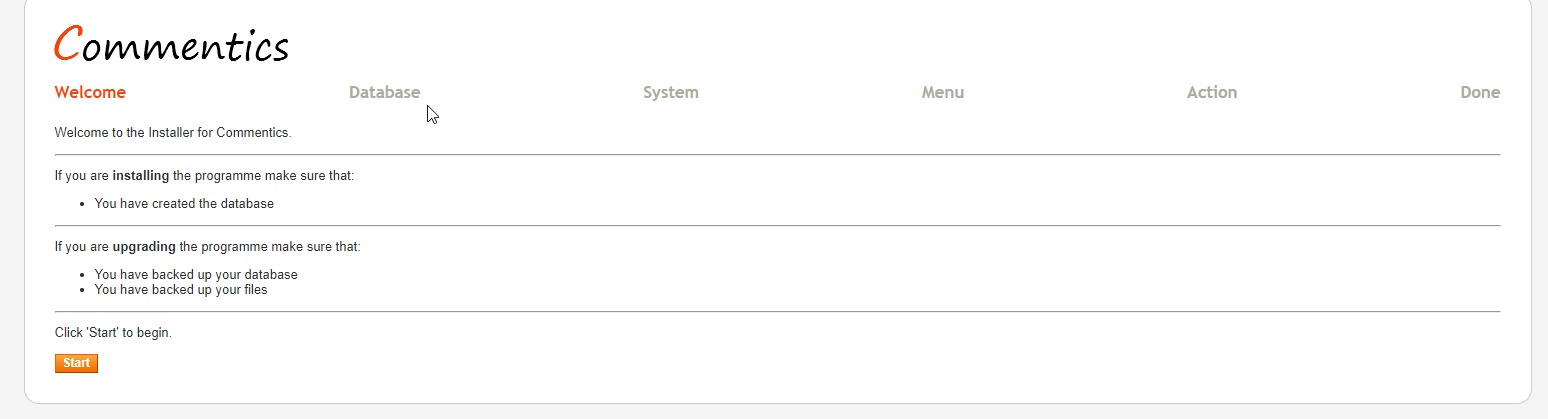 Commentics
Welcome Database System Menu Action Done
Welcome to the Installer for Commentics.
If you are installing the programme make sure that:
• You have created the database
If you are upgrading the programme make sure that:
• You have backed up your database
• You have backed up your files
Click 'Start' to begin.
Start